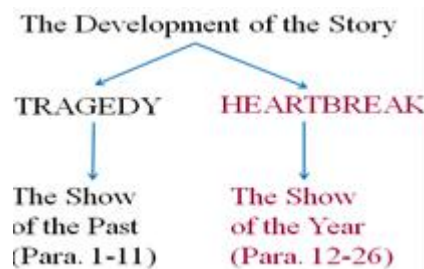 The Development of the Story
TRAGEDY
HEARTBREAK
The Show
of the Past
(Para. 1-11)
The Show
of the Year
(Para. 12-26)